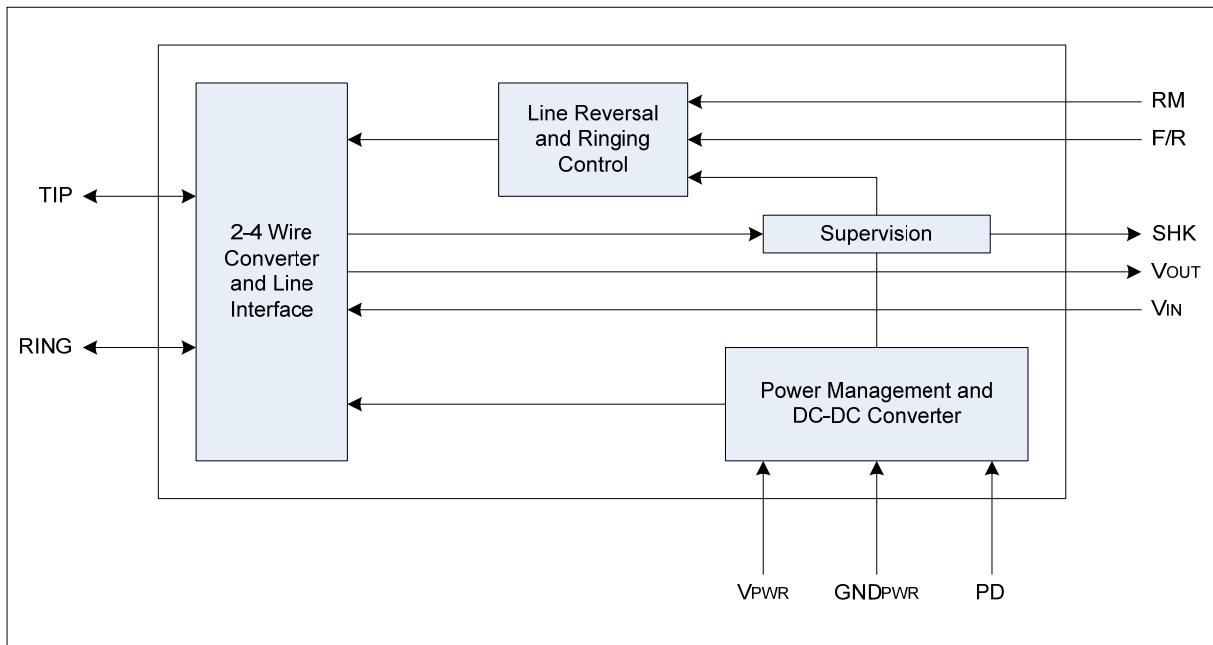 Line Reversal
and Ringing
Control
RM
F/R
TIP
2-4 Wire
Converter
and Line
Interface
Supervision
SHK
VOUT
VIN
RING
Power Management and
DC-DC Converter
VPWR
GNDPWR
PD